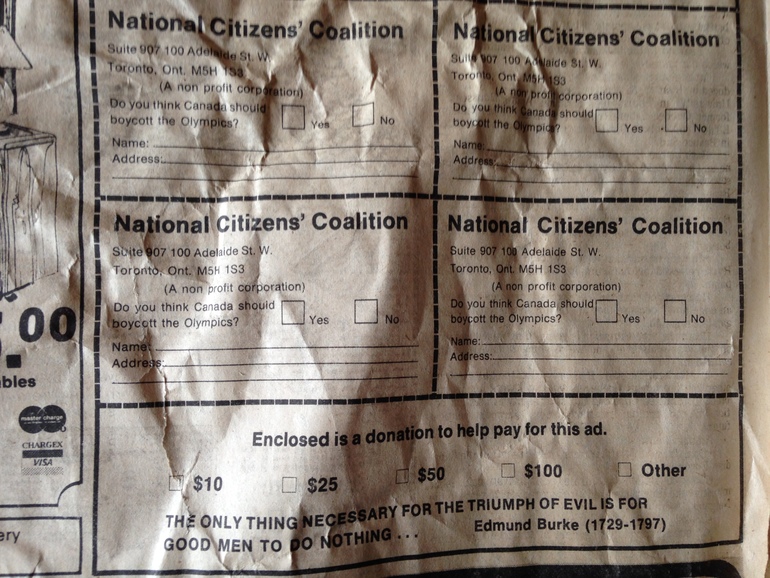 National Citizens' Coalition
Suite 907 100 Adelaide St. W.
Toronto, Ont. M5H 1S3
(A non profit corporation)
Do you think Canada should
boycott the Olympics? Yes No
Name:
Address:
National Citizens' Coalition
Suite 907 100 Adelaide St. W.
Toronto, Ont. M5H 1S3
(A non profit corporation)
Do you think Canada should
boycott the Olympics? Yes No
Name:
Address:
National Citizens' Coalition
Suite 907 100 Adelaide St. W.
Toronto, Ont. M5H 1S3
(A non profit corporation)
Do you think Canada should
boycott the Olympics? Yes No
Name:
Address:
National Citizens' Coalition
Suite 907 100 Adelaide St. W.
Toronto, Ont. M5H 1S3
(A non profit corporation)
Do you think Canada should
boycott the Olympics? Yes No
Name:
Address:
Enclosed is a donation to help pay for this ad.
$10 $25 $50 $100 Other
THE ONLY THING NECESSARY FOR THE TRIUMPH OF EVIL IS FOR
GOOD MEN TO DO NOTHING ... Edmund Burke (1729-1797)
.00
bles
master charge
CHARGEX
VISA
ery